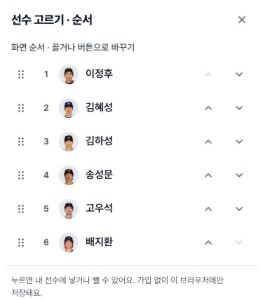 선수 고르기 · 순서
화면 순서 · 끌거나 버튼으로 바꾸기
1 이정후
2 김혜성
3 김하성
4 송성문
5 고우석
6 배지환
누르면 내 선수에 넣거나 뺄 수 있어요. 가입 없이 이 브라우저에만
저장돼요.